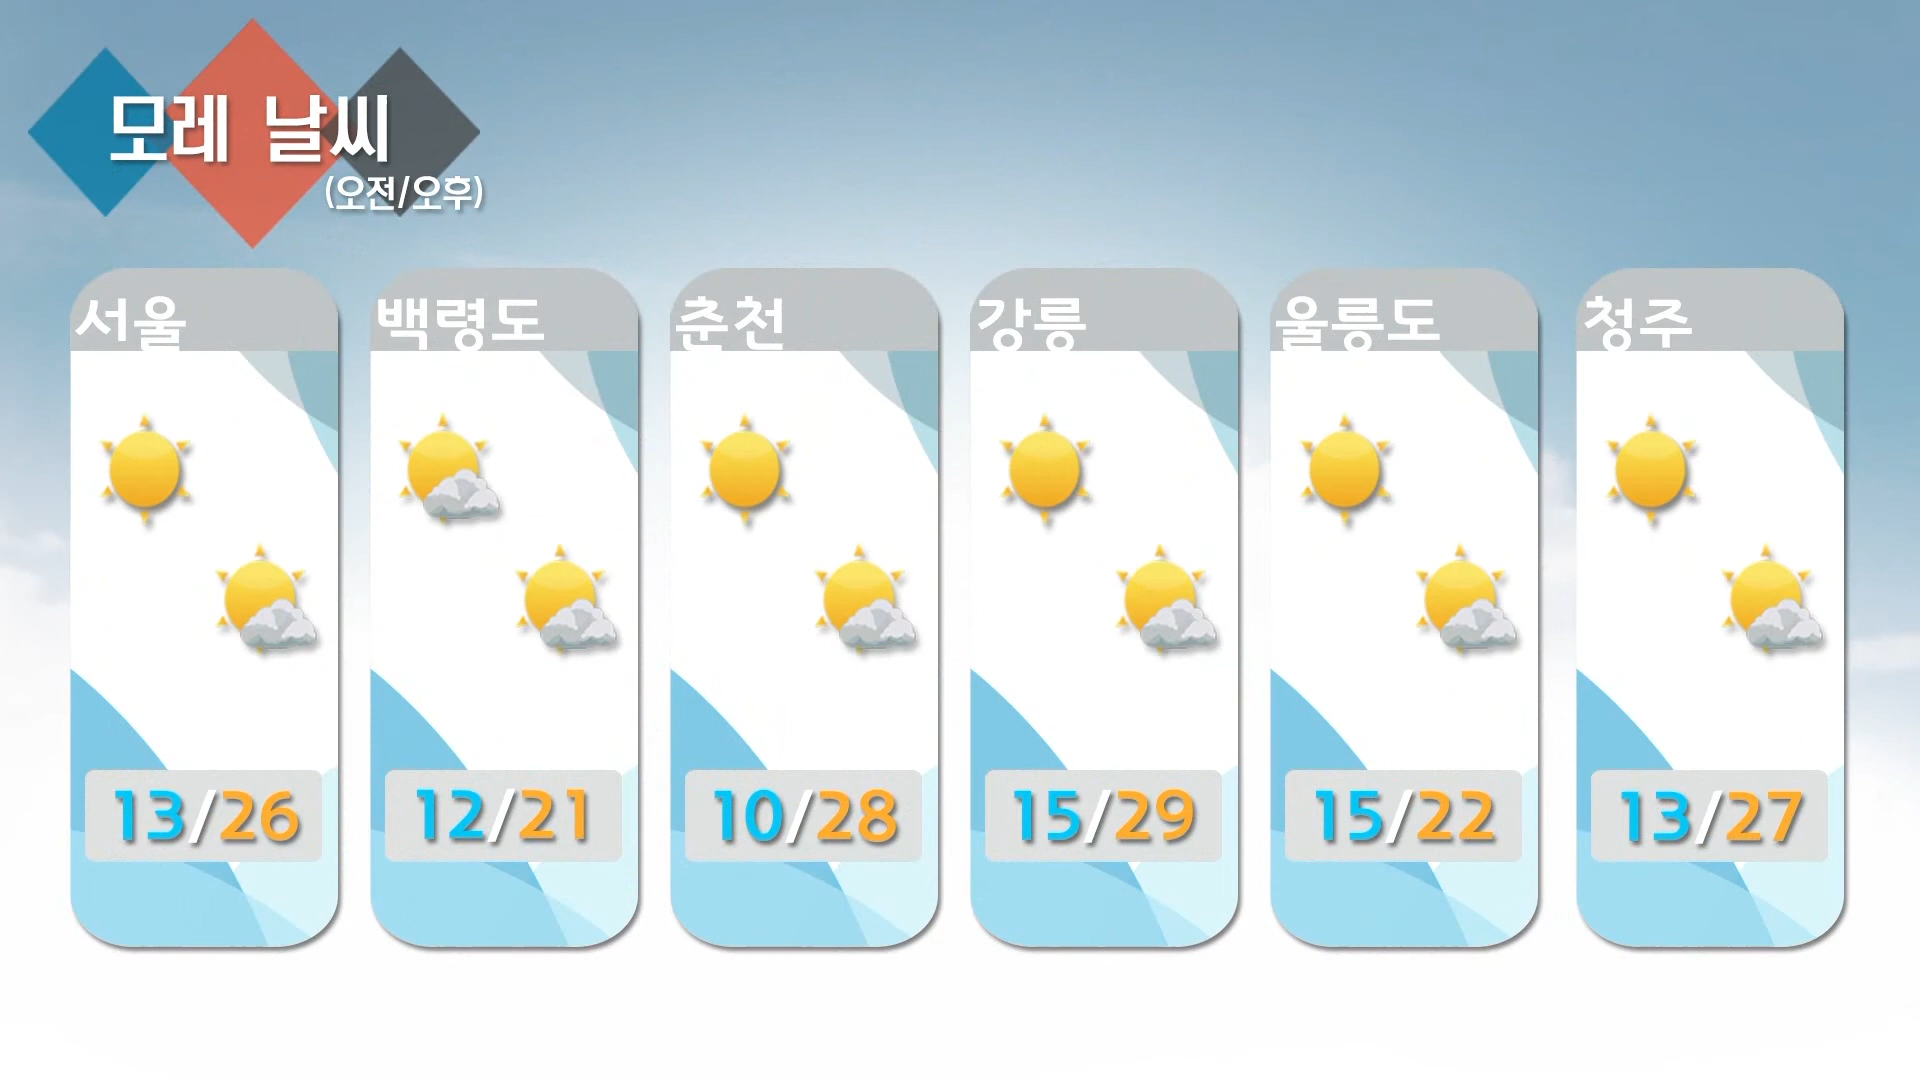 모레 날씨
(오전/오후)
서울
백령도
춘천
강릉
울릉도
청주
13/26
12/21
10/28
15/29
15/22
13/27